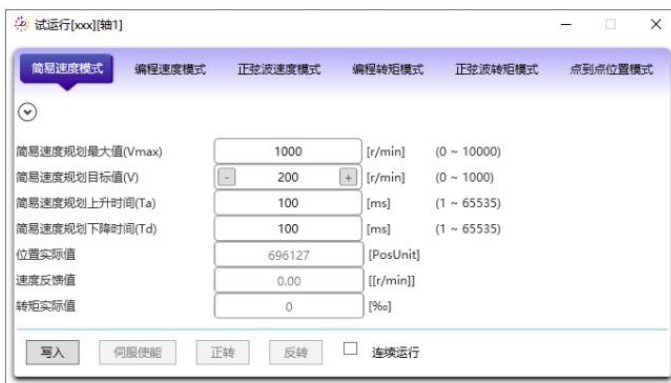 试运行[xxx][轴1]
简易速度模式 编程速度模式 正弦波速度模式 编程转矩模式 正弦波转矩模式 点到点位置模式
简易速度规划最大值(Vmax) 1000 [r/min] (0 ~ 10000)
简易速度规划目标值(V) - 200 + [r/min] (0 ~ 1000)
简易速度规划上升时间(Ta) 100 [ms] (1 ~ 65535)
简易速度规划下降时间(Td) 100 [ms] (1 ~ 65535)
位置实际值 696127 [PosUnit]
速度反馈值 0.00 [[r/min]]
转矩实际值 0 [‰]
写入 伺服使能 正转 反转 连续运行